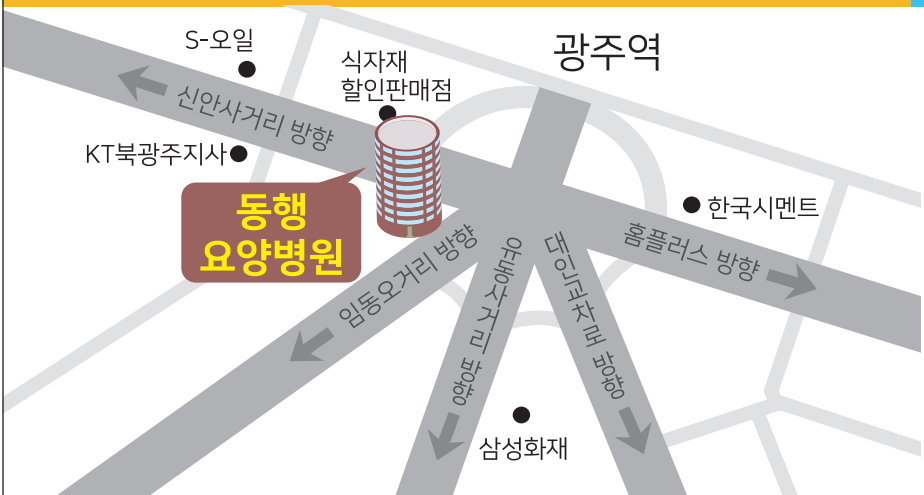 S-오일
식자재
할인판매점
광주역
신안사거리 방향
KT북광주지사
동행
요양병원
한국시멘트
홈플러스 방향
임동오거리 방향
유동사거리 방향
대인교차로 방향
삼성화재